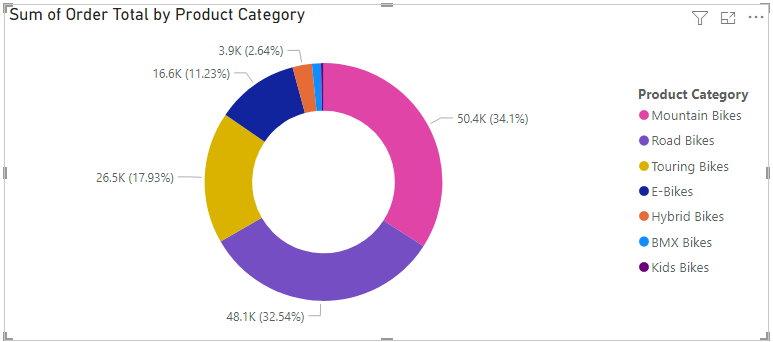 Sum of Order Total by Product Category
3.9K (2.64%)
16.6K (11.23%)
50.4K (34.1%)
26.5K (17.93%)
48.1K (32.54%)
Product Category
Mountain Bikes
Road Bikes
Touring Bikes
E-Bikes
Hybrid Bikes
BMX Bikes
Kids Bikes